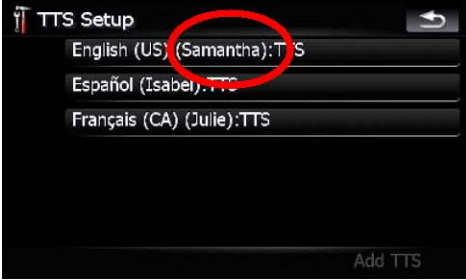 TTS Setup
English (US) (Samantha):TTS
Español (Isabel):TTS
Français (CA) (Julie):TTS
Add TTS